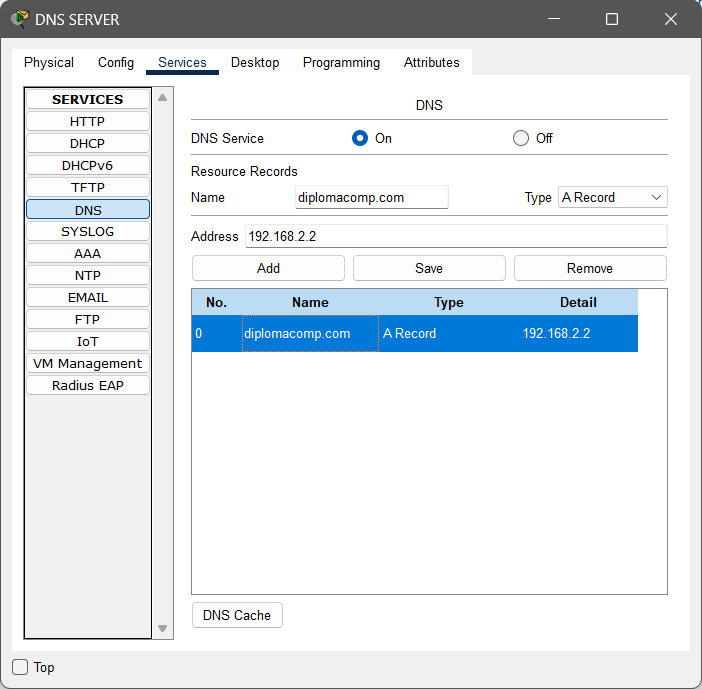 DNS SERVER
Physical Config Services Desktop Programming Attributes
SERVICES
HTTP
DHCP
DHCPv6
TFTP
DNS
SYSLOG
AAA
NTP
EMAIL
FTP
IoT
VM Management
Radius EAP
DNS
DNS Service On Off
Resource Records
Name diplomacomp.com Type A Record
Address 192.168.2.2
Add Save Remove
No. Name Type Detail
0 diplomacomp.com A Record 192.168.2.2
DNS Cache
Top